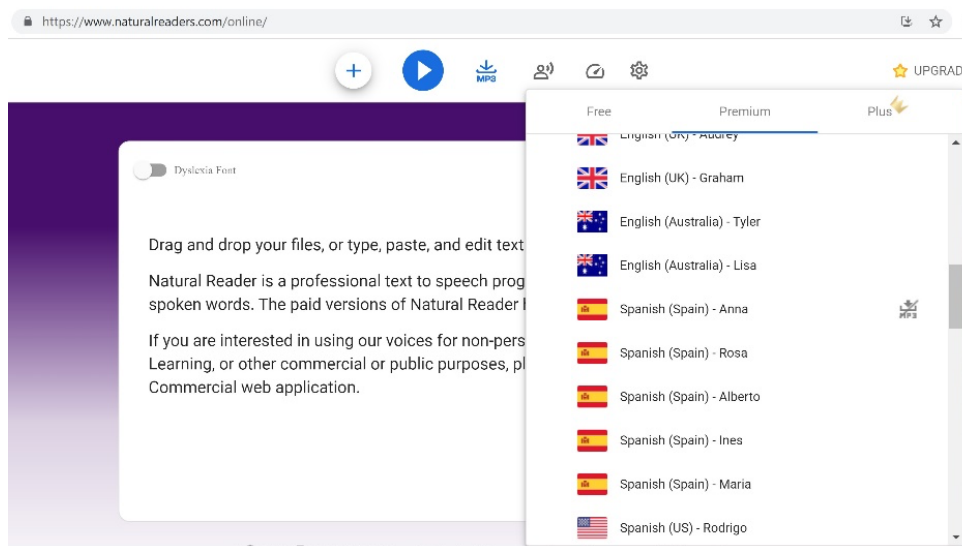 https://www.naturalreaders.com/online/
MP3
UPGRAD
Free Premium Plus
English (UK) - Audrey
English (UK) - Graham
English (Australia) - Tyler
English (Australia) - Lisa
Spanish (Spain) - Anna
MP3
Spanish (Spain) - Rosa
Spanish (Spain) - Alberto
Spanish (Spain) - Ines
Spanish (Spain) - Maria
Spanish (US) - Rodrigo
Dyslexia Font
Drag and drop your files, or type, paste, and edit text
Natural Reader is a professional text to speech prog
spoken words. The paid versions of Natural Reader
If you are interested in using our voices for non-pers
Learning, or other commercial or public purposes, pl
Commercial web application.